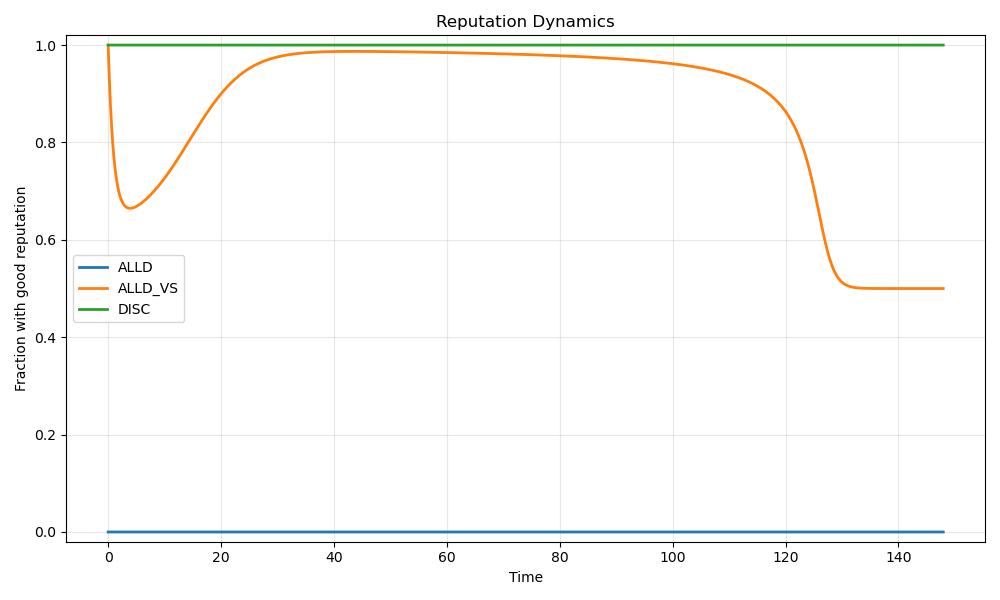 Reputation Dynamics
Fraction with good reputation
1.0
0.8
0.6
0.4
0.2
0.0
ALLD
ALLD_VS
DISC
0 20 40 60 80 100 120 140
Time